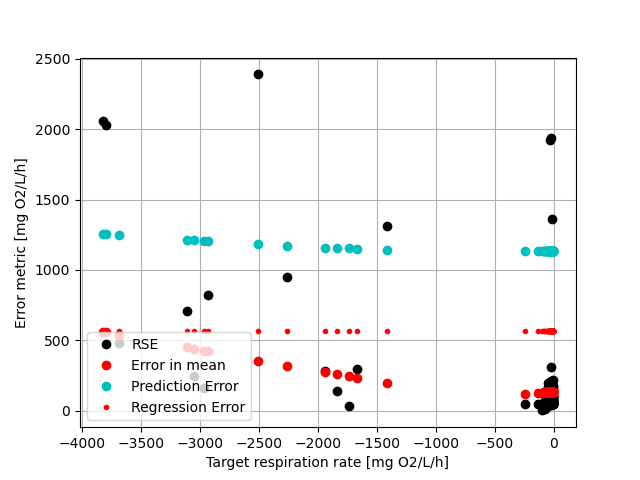 2500
2000
1500
1000
500
0
Error metric [mg O2/L/h]
RSE
Error in mean
Prediction Error
Regression Error
−4000 −3500 −3000 −2500 −2000 −1500 −1000 −500 0
Target respiration rate [mg O2/L/h]